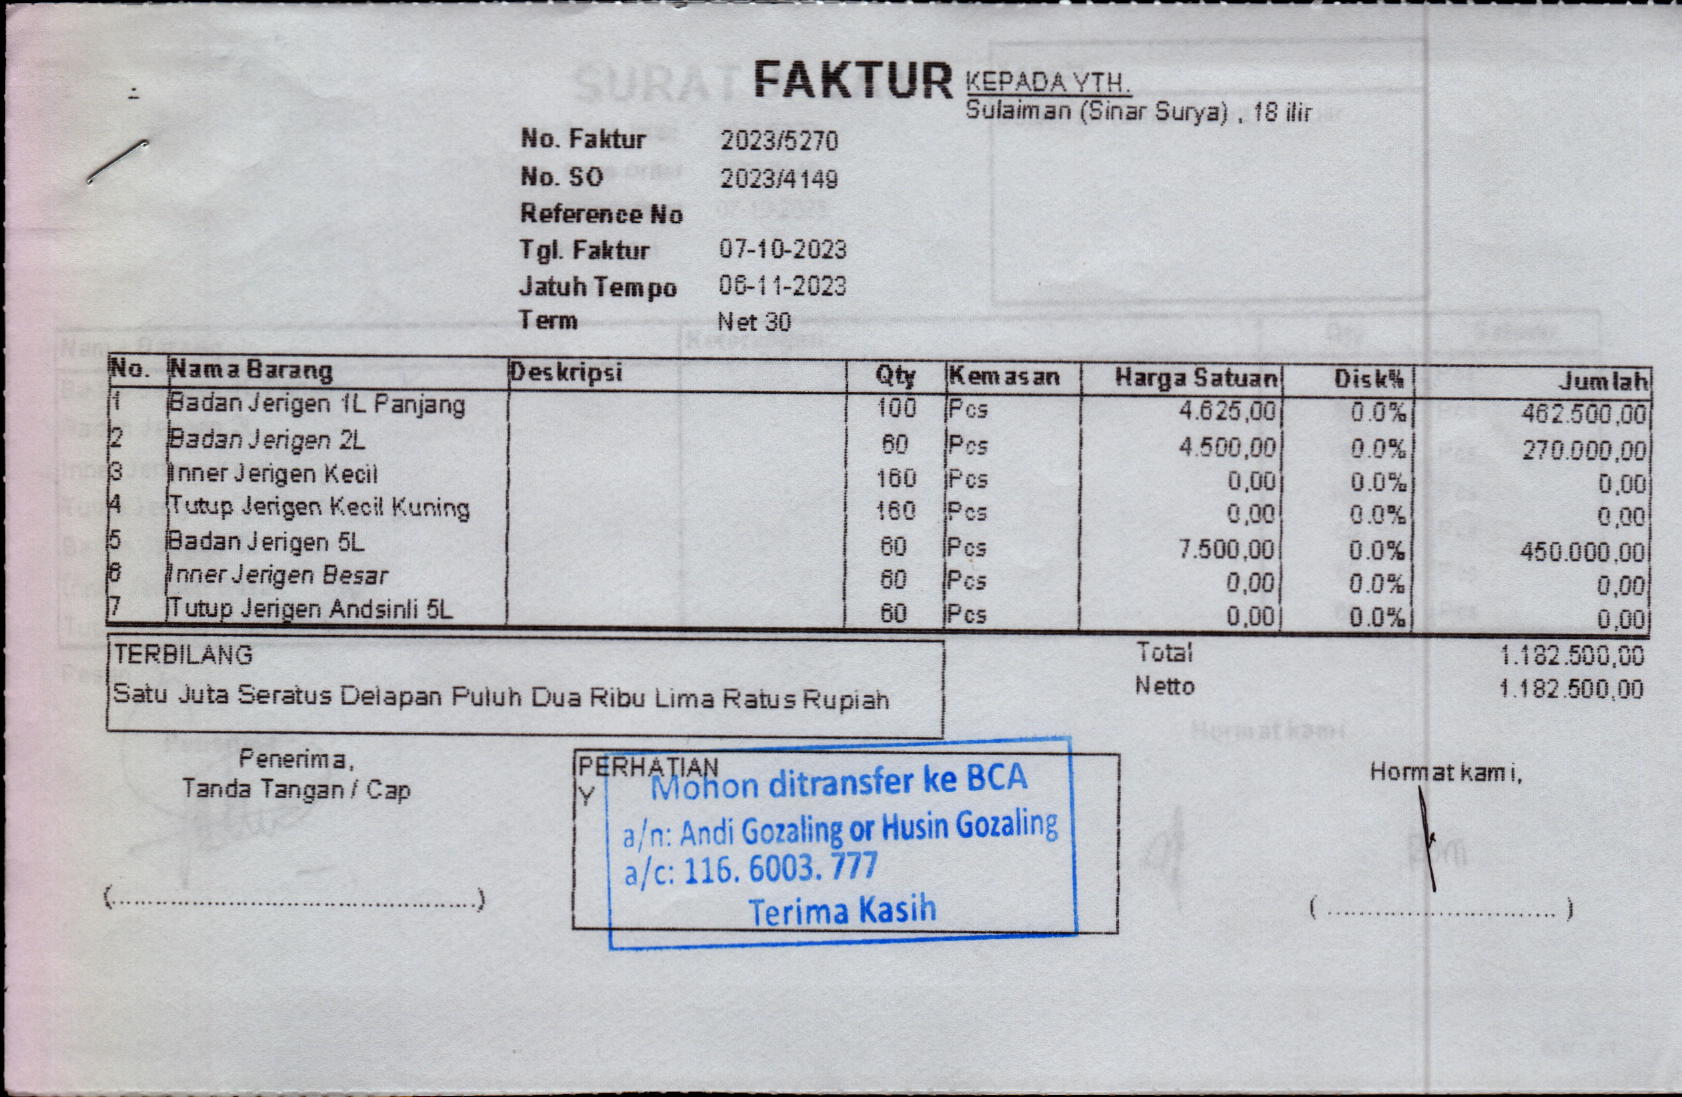 FAKTUR
KEPADA YTH.
Sulaiman (Sinar Surya) , 18 ilir
No. Faktur 2023/5270
No. SO 2023/4149
Reference No
Tgl. Faktur 07-10-2023
Jatuh Tempo 06-11-2023
Term Net 30
No. Nama Barang Deskripsi Qty Kemasan Harga Satuan Disk% Jumlah
1 Badan Jerigen 1L Panjang 100 Pcs 4.625,00 0.0% 462.500,00
2 Badan Jerigen 2L 60 Pcs 4.500,00 0.0% 270.000,00
3 Inner Jerigen Kecil 160 Pcs 0,00 0.0% 0,00
4 Tutup Jerigen Kecil Kuning 160 Pcs 0,00 0.0% 0,00
5 Badan Jerigen 5L 60 Pcs 7.500,00 0.0% 450.000,00
6 Inner Jerigen Besar 60 Pcs 0,00 0.0% 0,00
7 Tutup Jerigen Andsinli 5L 60 Pcs 0,00 0.0% 0,00
TERBILANG
Satu Juta Seratus Delapan Puluh Dua Ribu Lima Ratus Rupiah
Total 1.182.500,00
Netto 1.182.500,00
Penerima,
Tanda Tangan / Cap
(..............................................)
PERHATIAN
Y
Mohon ditransfer ke BCA
a/n: Andi Gozaling or Husin Gozaling
a/c: 116. 6003. 777
Terima Kasih
Hormat kami,
( ............................. )